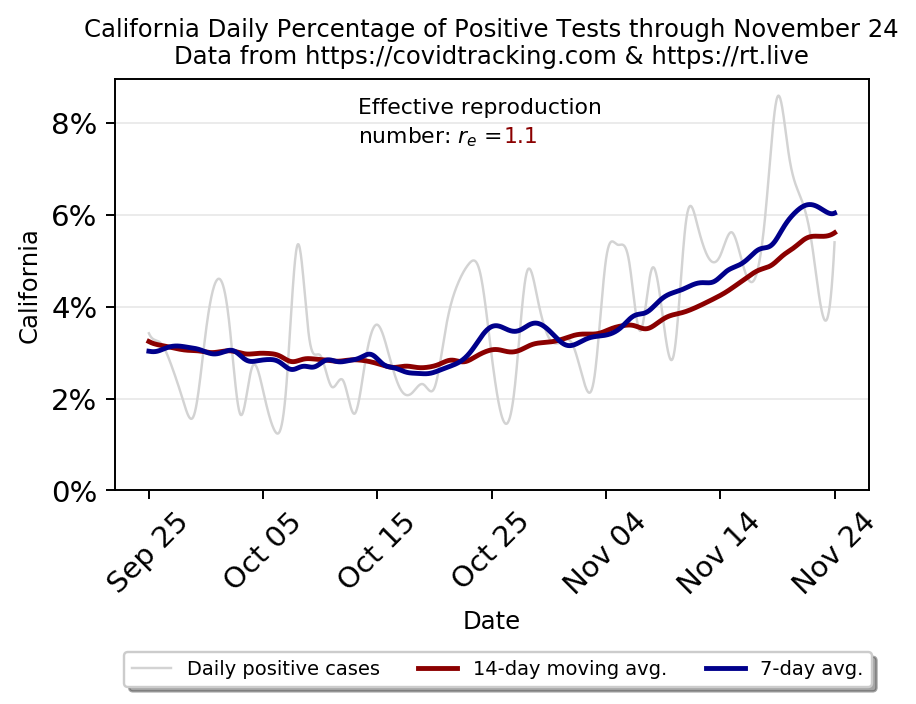 California Daily Percentage of Positive Tests through November 24
Data from https://covidtracking.com & https://rt.live
Effective reproduction
number: rₑ =1.1
8%
6%
4%
2%
0%
California
Sep 25
Oct 05
Oct 15
Oct 25
Nov 04
Nov 14
Nov 24
Date
Daily positive cases
14-day moving avg.
7-day avg.